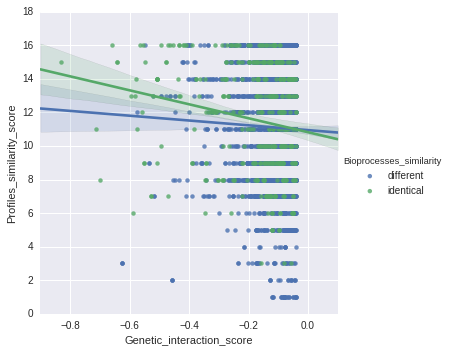 18
16
14
12
10
8
6
4
2
0
Profiles_similarity_score
−0.8 −0.6 −0.4 −0.2 0.0
Genetic_interaction_score
Bioprocesses_similarity
different
identical